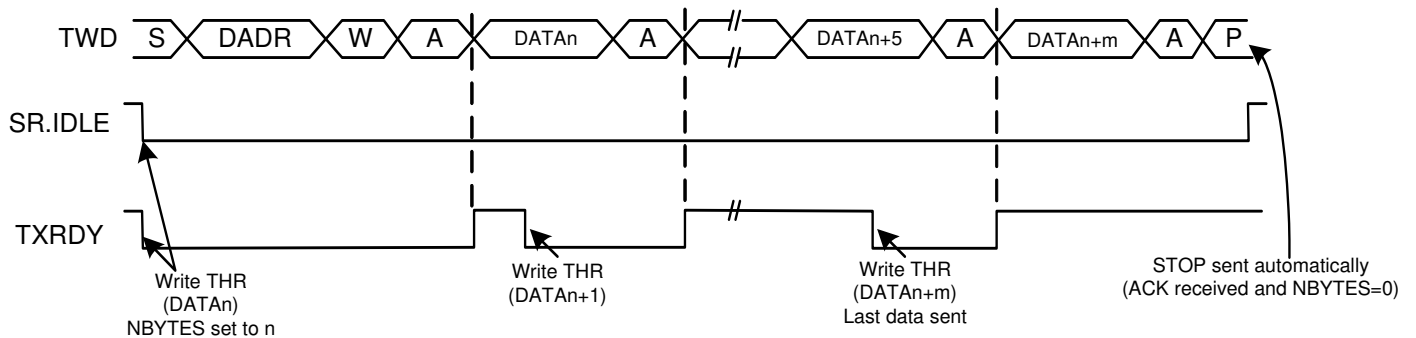 TWD S DADR W A DATAn A DATAn+5 A DATAn+m A P
SR.IDLE
TXRDY
Write THR
(DATAn)
NBYTES set to n
Write THR
(DATAn+1)
Write THR
(DATAn+m)
Last data sent
STOP sent automatically
(ACK received and NBYTES=0)